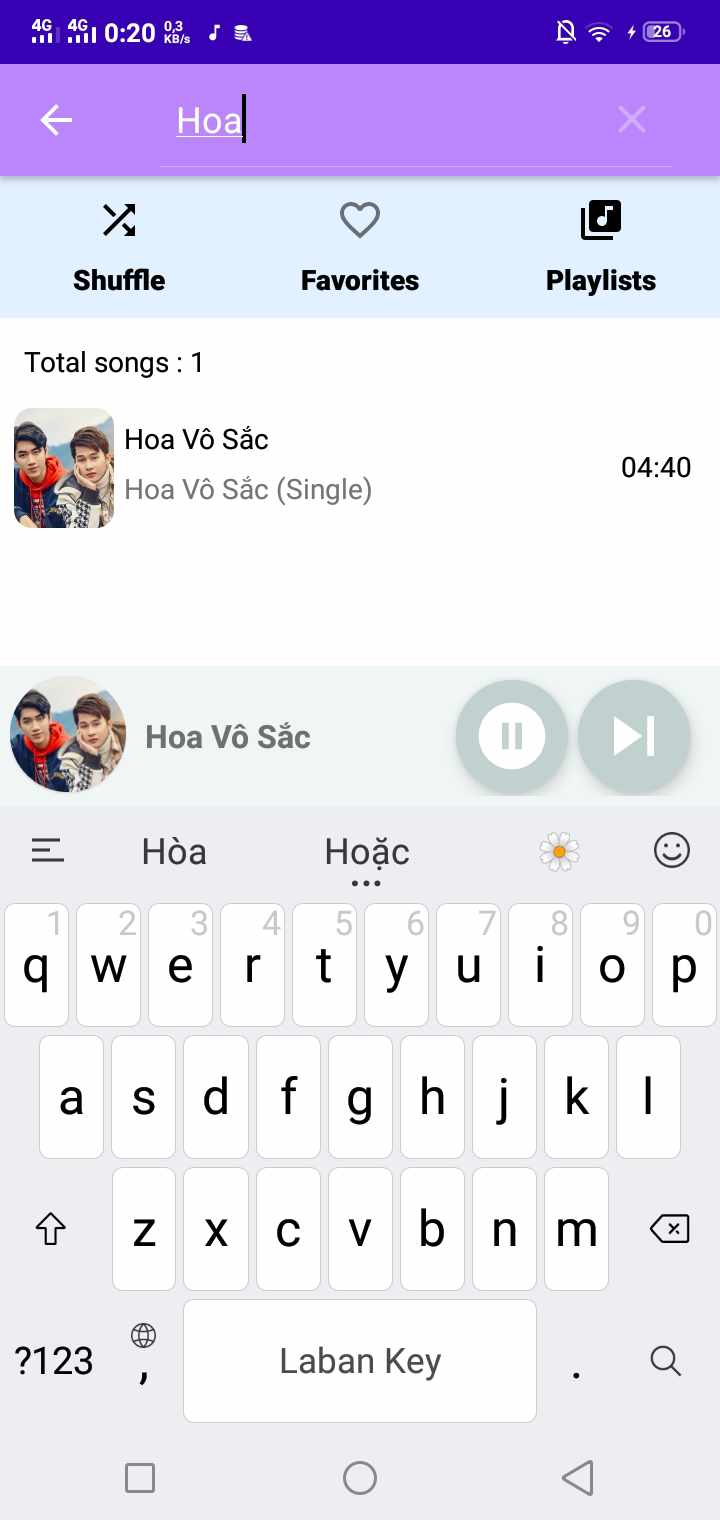 4G 4G 0:20 0,3 KB/s 26
Hoa
Shuffle Favorites Playlists
Total songs : 1
Hoa Vô Sắc
Hoa Vô Sắc (Single)
04:40
Hoa Vô Sắc
Hòa Hoặc
1 2 3 4 5 6 7 8 9 0
q w e r t y u i o p
a s d f g h j k l
z x c v b n m
?123 , Laban Key .